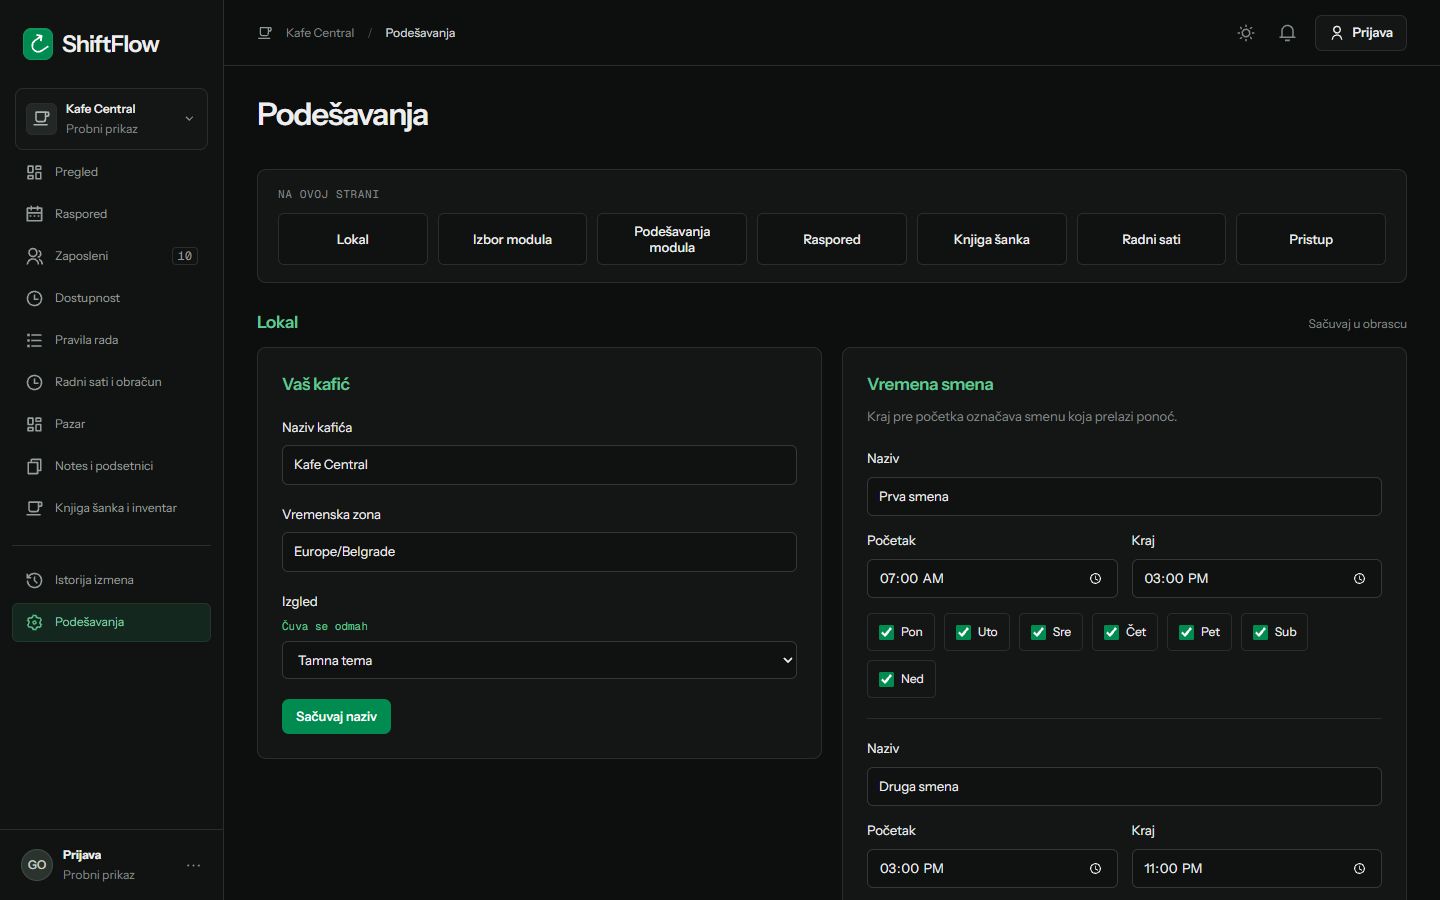 ShiftFlow
Kafe Central
Probni prikaz
Pregled
Raspored
Zaposleni 10
Dostupnost
Pravila rada
Radni sati i obračun
Pazar
Notes i podsetnici
Knjiga šanka i inventar
Istorija izmena
Podešavanja
GO
Prijava
Probni prikaz
...
Kafe Central / Podešavanja
Prijava
Podešavanja
NA OVOJ STRANI
Lokal
Izbor modula
Podešavanja
modula
Raspored
Knjiga šanka
Radni sati
Pristup
Lokal
Sačuvaj u obrascu
Vaš kafić
Naziv kafića
Kafe Central
Vremenska zona
Europe/Belgrade
Izgled
Čuva se odmah
Tamna tema
Sačuvaj naziv
Vremena smena
Kraj pre početka označava smenu koja prelazi ponoć.
Naziv
Prva smena
Početak Kraj
07:00 AM 03:00 PM
Pon Uto Sre Čet Pet Sub
Ned
Naziv
Druga smena
Početak Kraj
03:00 PM 11:00 PM